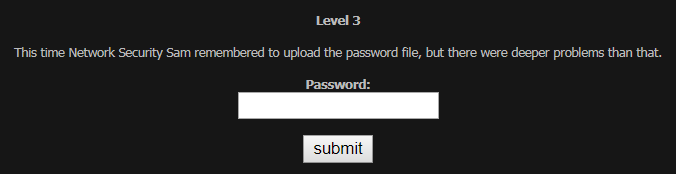 Level 3
This time Network Security Sam remembered to upload the password file, but there were deeper problems than that.
Password:
submit